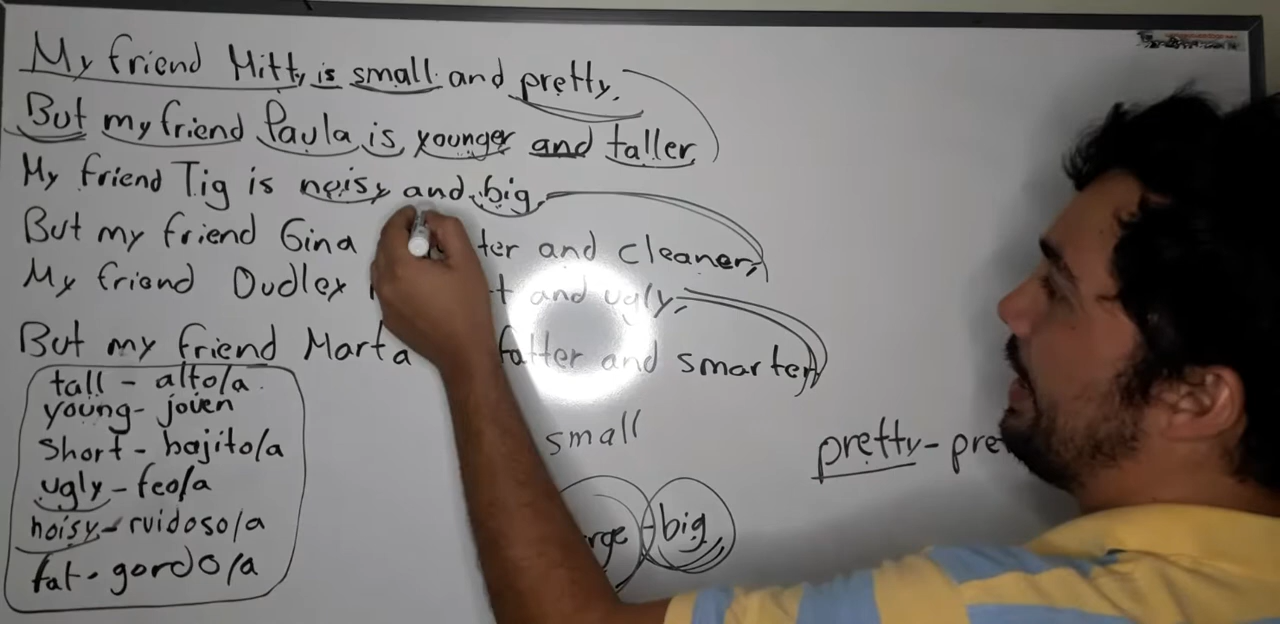 My friend Mitty is small and pretty.
But my friend Paula is younger and taller
My friend Tig is noisy and big,
But my friend Gina ter and cleaner,
My friend Dudlex t and ugly,
But my friend Marta fatter and smarter,
tall - alto/a
young - joven
short - bajito/a
ugly - feo/a
noisy - ruidoso/a
fat - gordo/a
small
rge - big
pretty - pre